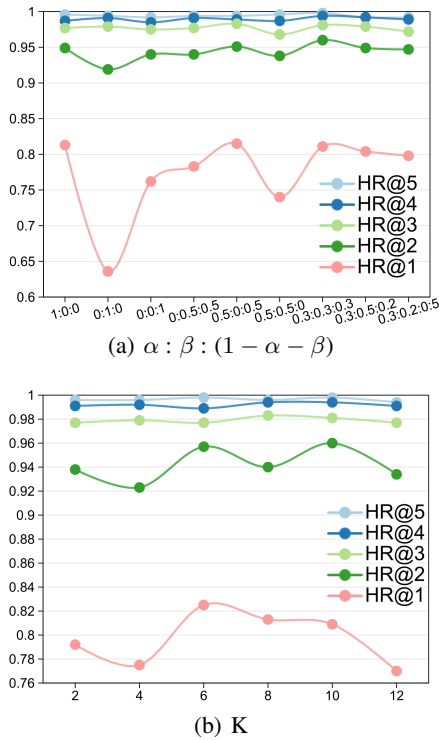 1
0.95
0.9
0.85
0.8
0.75
0.7
0.65
0.6
HR@5
HR@4
HR@3
HR@2
HR@1
1:0:0
0:1:0
0:0:1
0:0.5:0.5
0.5:0:0.5
0.5:0.5:0
0.3:0.3:0.3
0.3:0.5:0.2
0.3:0.2:0.5
(a) α : β : (1 − α − β)
1
0.98
0.96
0.94
0.92
0.9
0.88
0.86
0.84
0.82
0.8
0.78
0.76
HR@5
HR@4
HR@3
HR@2
HR@1
2 4 6 8 10 12
(b) K